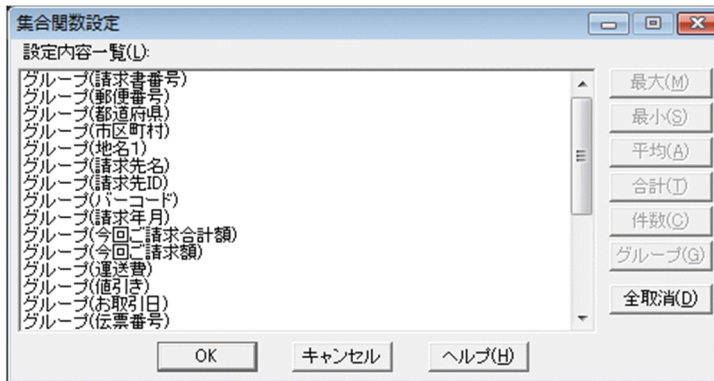 集合関数設定
設定内容一覧(L):
グループ(請求書番号)
グループ(郵便番号)
グループ(都道府県)
グループ(市区町村)
グループ(地名1)
グループ(請求先名)
グループ(請求先ID)
グループ(バーコード)
グループ(請求年月)
グループ(今回ご請求合計額)
グループ(今回ご請求額)
グループ(運送費)
グループ(値引き)
グループ(お取引日)
グループ(伝票番号)
最大(M)
最小(S)
平均(A)
合計(T)
件数(C)
グループ(G)
全取消(D)
OK
キャンセル
ヘルプ(H)